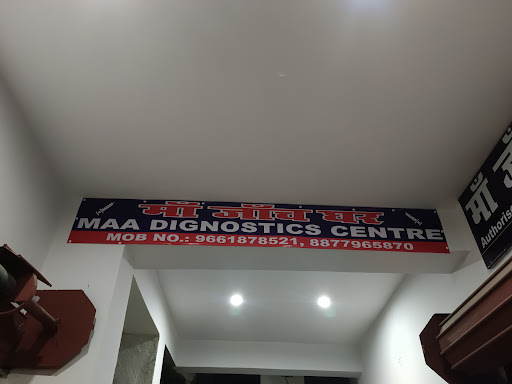 माँ जाँच घर
MAA DIGNOSTICS CENTRE
MOB NO.: 9661878521, 8877965870
माँ जाँ
Authoris